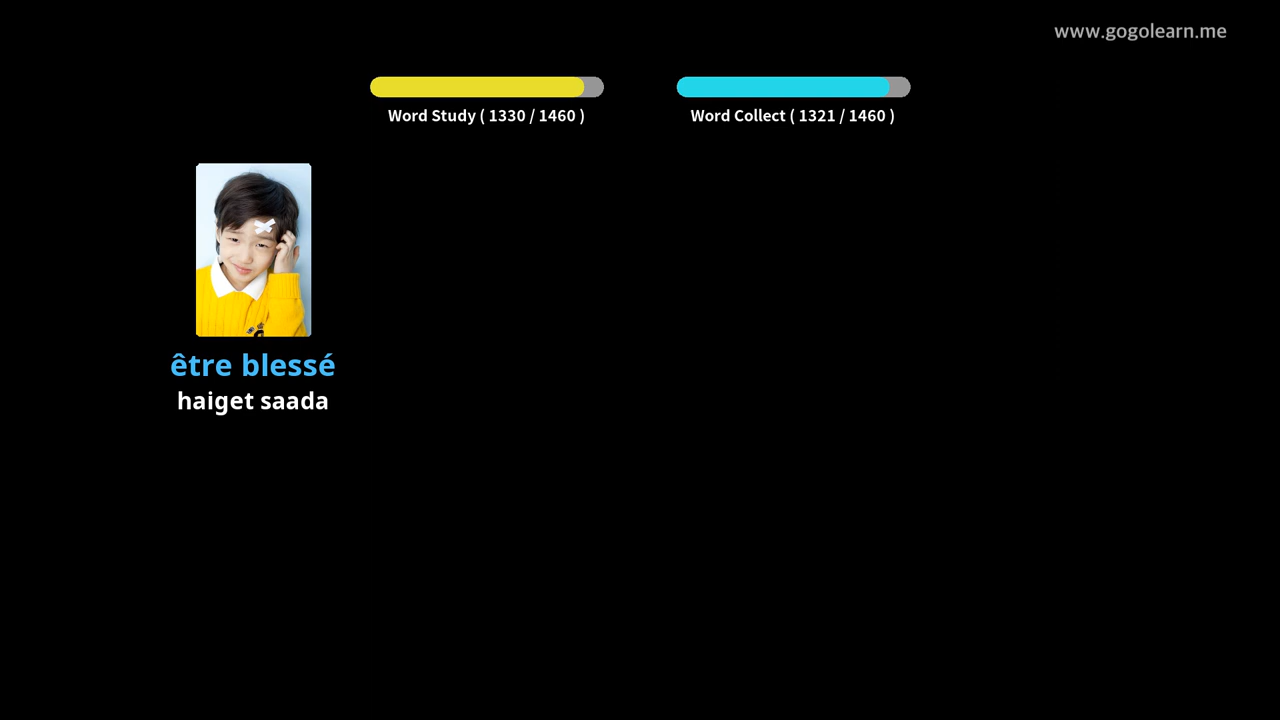 www.gogolearn.me
Word Study ( 1330 / 1460 )
Word Collect ( 1321 / 1460 )
être blessé
haiget saada